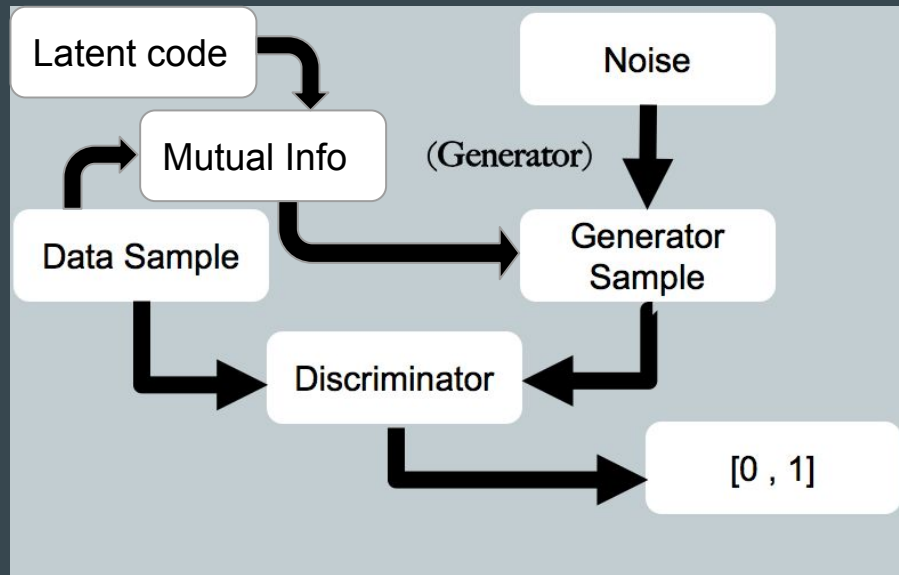 Latent code
Noise
Mutual Info
(Generator)
Data Sample
Generator
Sample
Discriminator
[0 , 1]